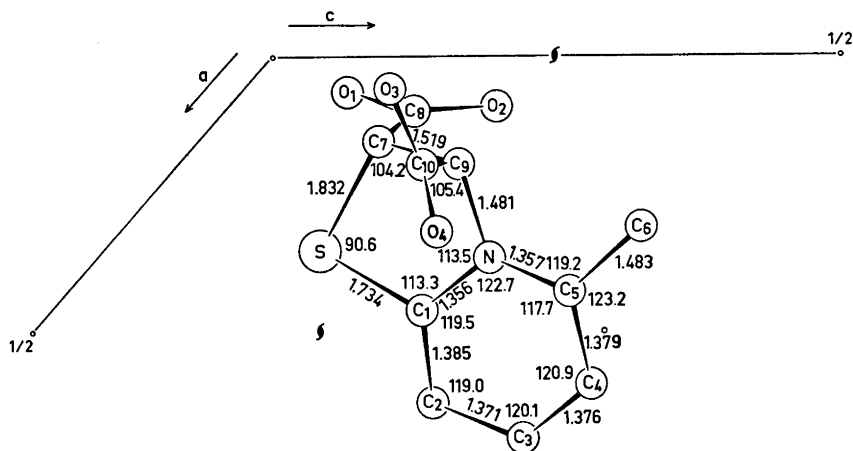 c
1/2
a
O1
O3
C8
O2
C7
1.519
104.2
C10
C9
105.4
1.832
1.481
O4
C6
S
90.6
113.5
N
1.357
119.2
1.483
113.3
1.734
1.356
122.7
C5
123.2
117.7
C1
119.5
1/2
1.379
1.385
120.9
C4
119.0
C2
1.371
120.1
1.376
C3